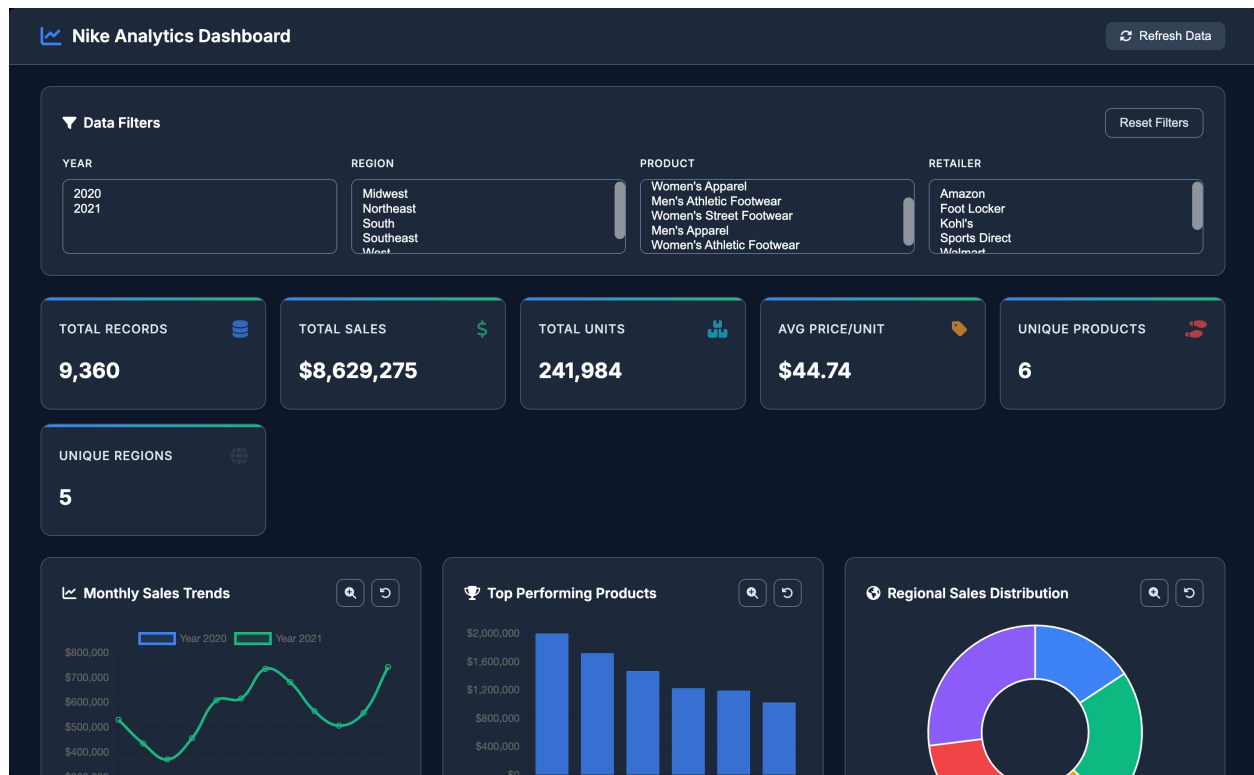 Nike Analytics Dashboard
Refresh Data
Data Filters
Reset Filters
YEAR
REGION
PRODUCT
RETAILER
2020
2021
Midwest
Northeast
South
Southeast
West
Women's Apparel
Men's Athletic Footwear
Women's Street Footwear
Men's Apparel
Women's Athletic Footwear
Amazon
Foot Locker
Kohl's
Sports Direct
Walmart
TOTAL RECORDS
9,360
TOTAL SALES
$
$8,629,275
TOTAL UNITS
241,984
AVG PRICE/UNIT
$44.74
UNIQUE PRODUCTS
6
UNIQUE REGIONS
5
Monthly Sales Trends
Year 2020
Year 2021
$800,000
$700,000
$600,000
$500,000
$400,000
Top Performing Products
$2,000,000
$1,600,000
$1,200,000
$800,000
$400,000
$0
Regional Sales Distribution